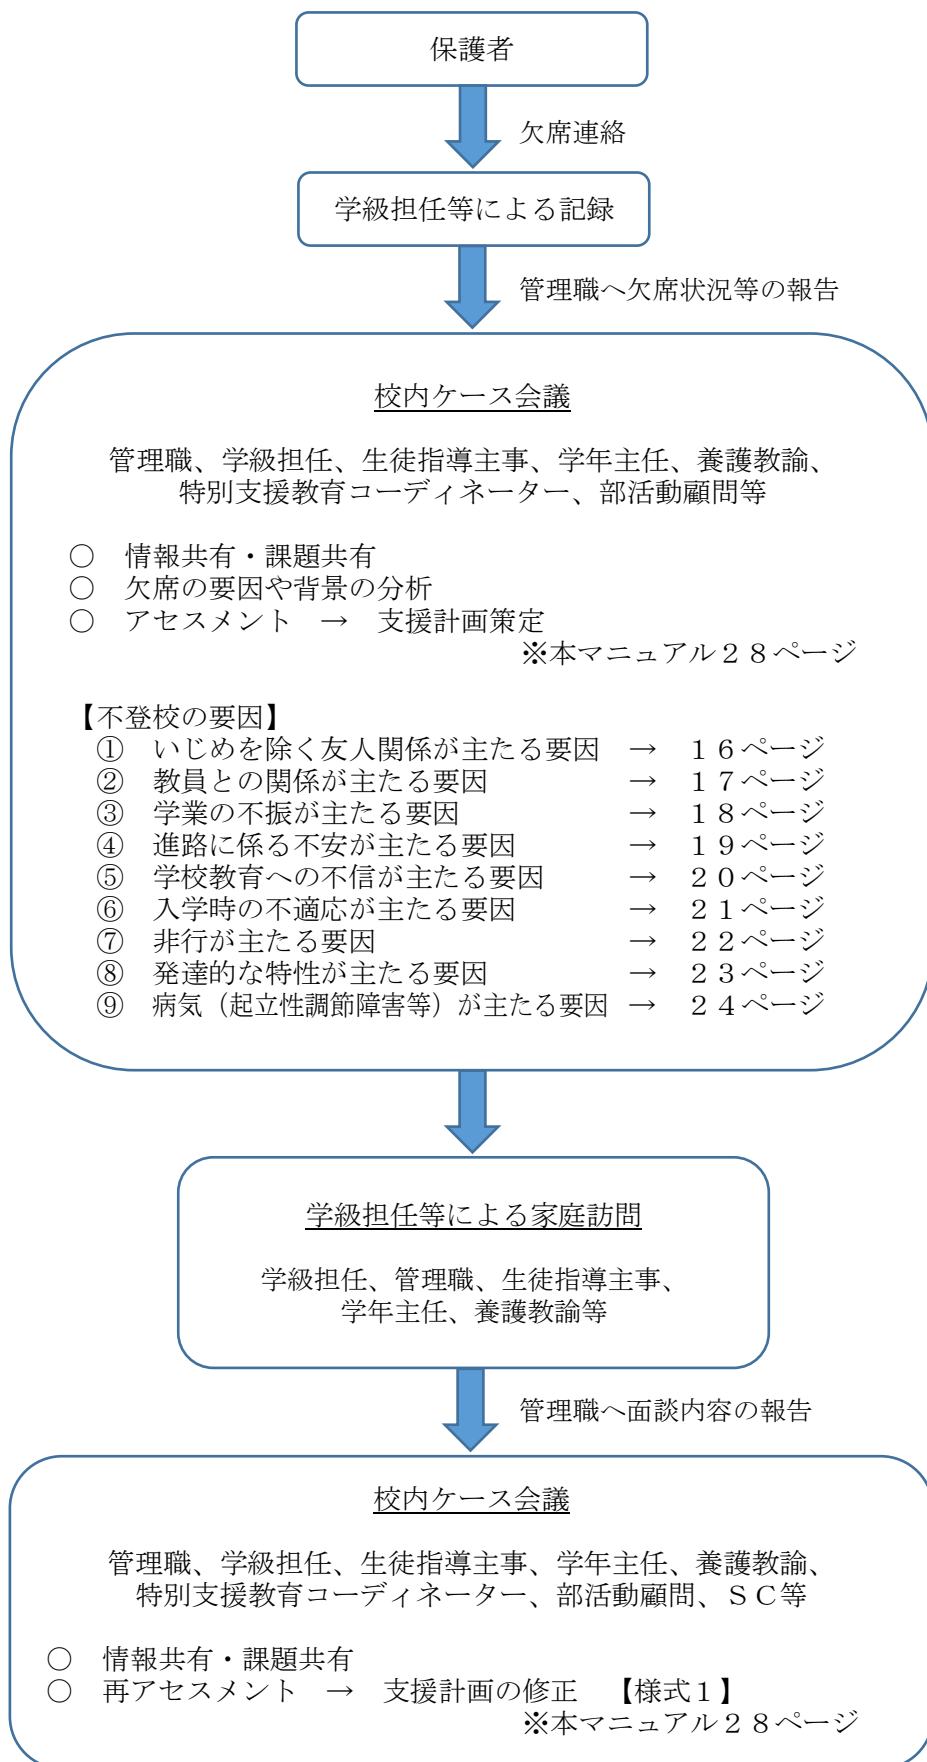 保護者
欠席連絡
学級担任等による記録
管理職へ欠席状況等の報告
校内ケース会議
管理職、学級担任、生徒指導主事、学年主任、養護教諭、
特別支援教育コーディネーター、部活動顧問等
○　情報共有・課題共有
○　欠席の要因や背景の分析
○　アセスメント　→　支援計画策定
※本マニュアル２８ページ
【不登校の要因】
①　いじめを除く友人関係が主たる要因　→　１６ページ
②　教員との関係が主たる要因　→　１７ページ
③　学業の不振が主たる要因　→　１８ページ
④　進路に係る不安が主たる要因　→　１９ページ
⑤　学校教育への不信が主たる要因　→　２０ページ
⑥　入学時の不適応が主たる要因　→　２１ページ
⑦　非行が主たる要因　→　２２ページ
⑧　発達的な特性が主たる要因　→　２３ページ
⑨　病気（起立性調節障害等）が主たる要因　→　２４ページ
学級担任等による家庭訪問
学級担任、管理職、生徒指導主事、
学年主任、養護教諭等
管理職へ面談内容の報告
校内ケース会議
管理職、学級担任、生徒指導主事、学年主任、養護教諭、
特別支援教育コーディネーター、部活動顧問、ＳＣ等
○　情報共有・課題共有
○　再アセスメント　→　支援計画の修正　【様式１】
※本マニュアル２８ページ